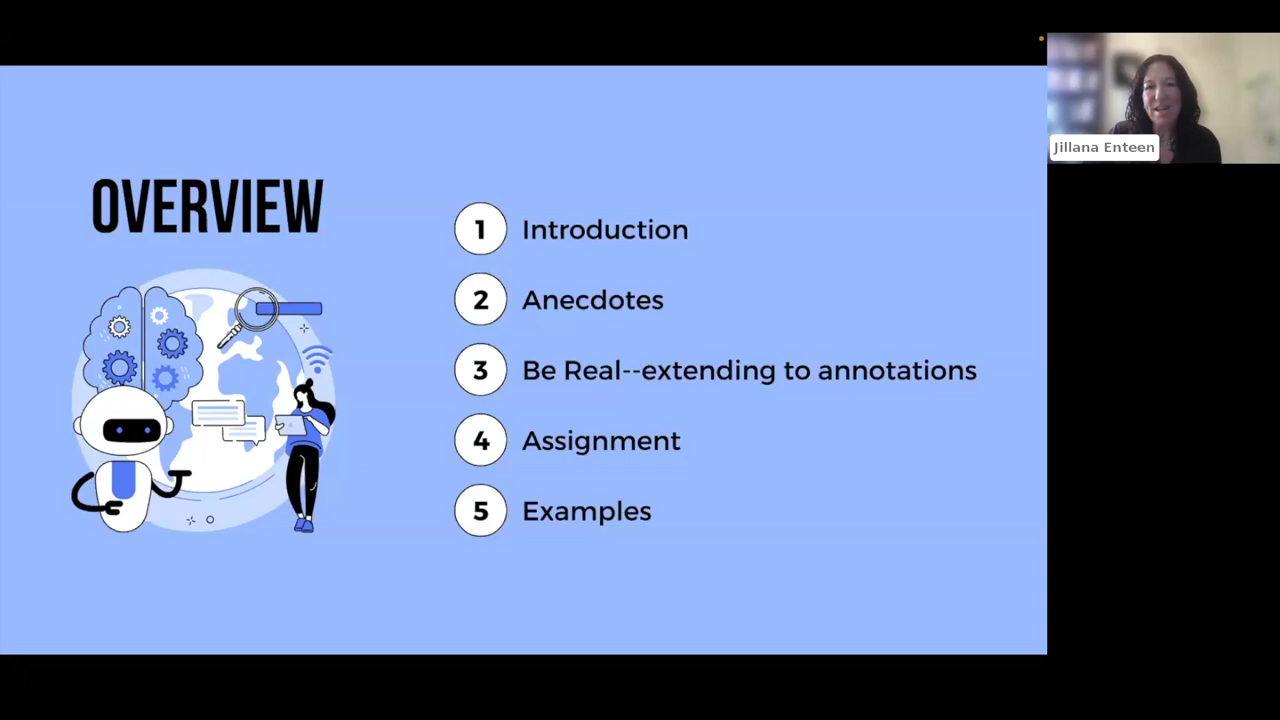 OVERVIEW
1 Introduction
2 Anecdotes
3 Be Real--extending to annotations
4 Assignment
5 Examples
Jillana Enteen